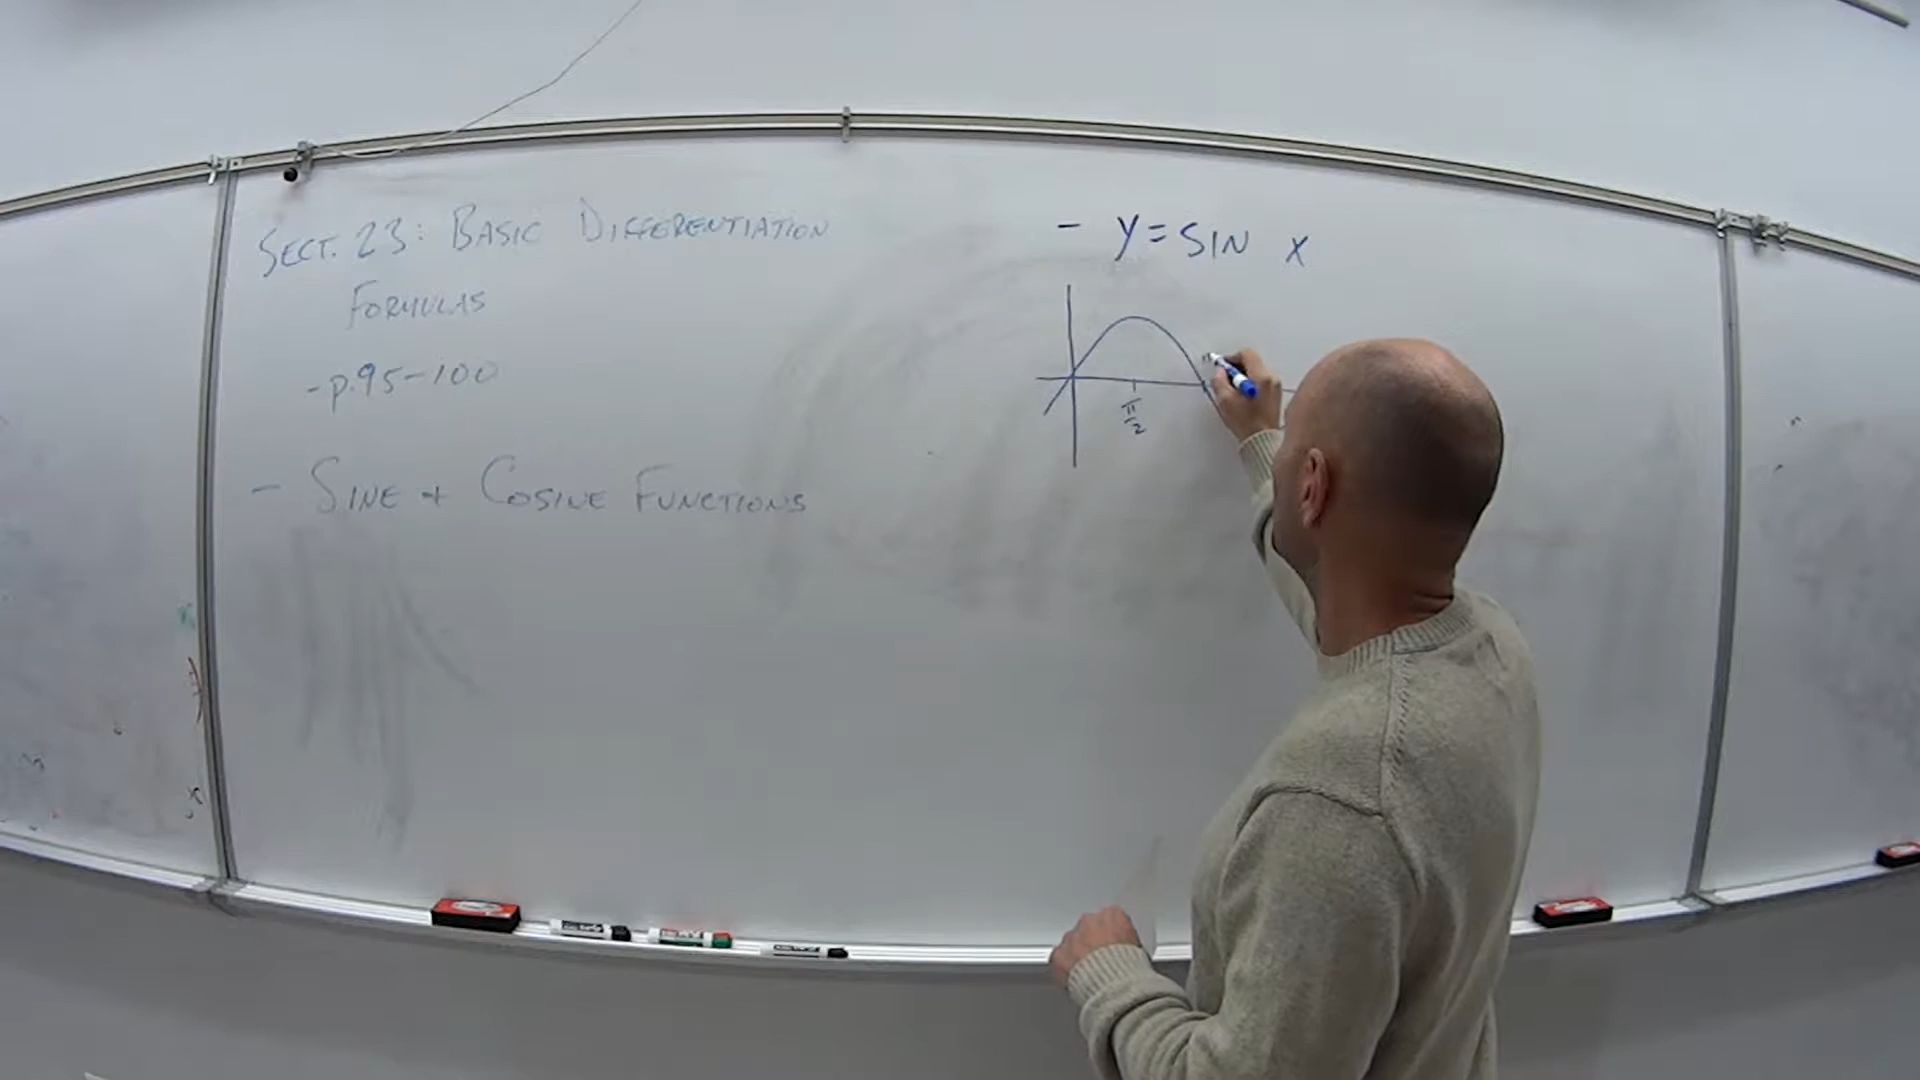 SECT. 23: BASIC DIFFERENTIATION
FORMULAS
- p. 95-100
- SINE + COSINE FUNCTIONS
- y = SIN x
π/2